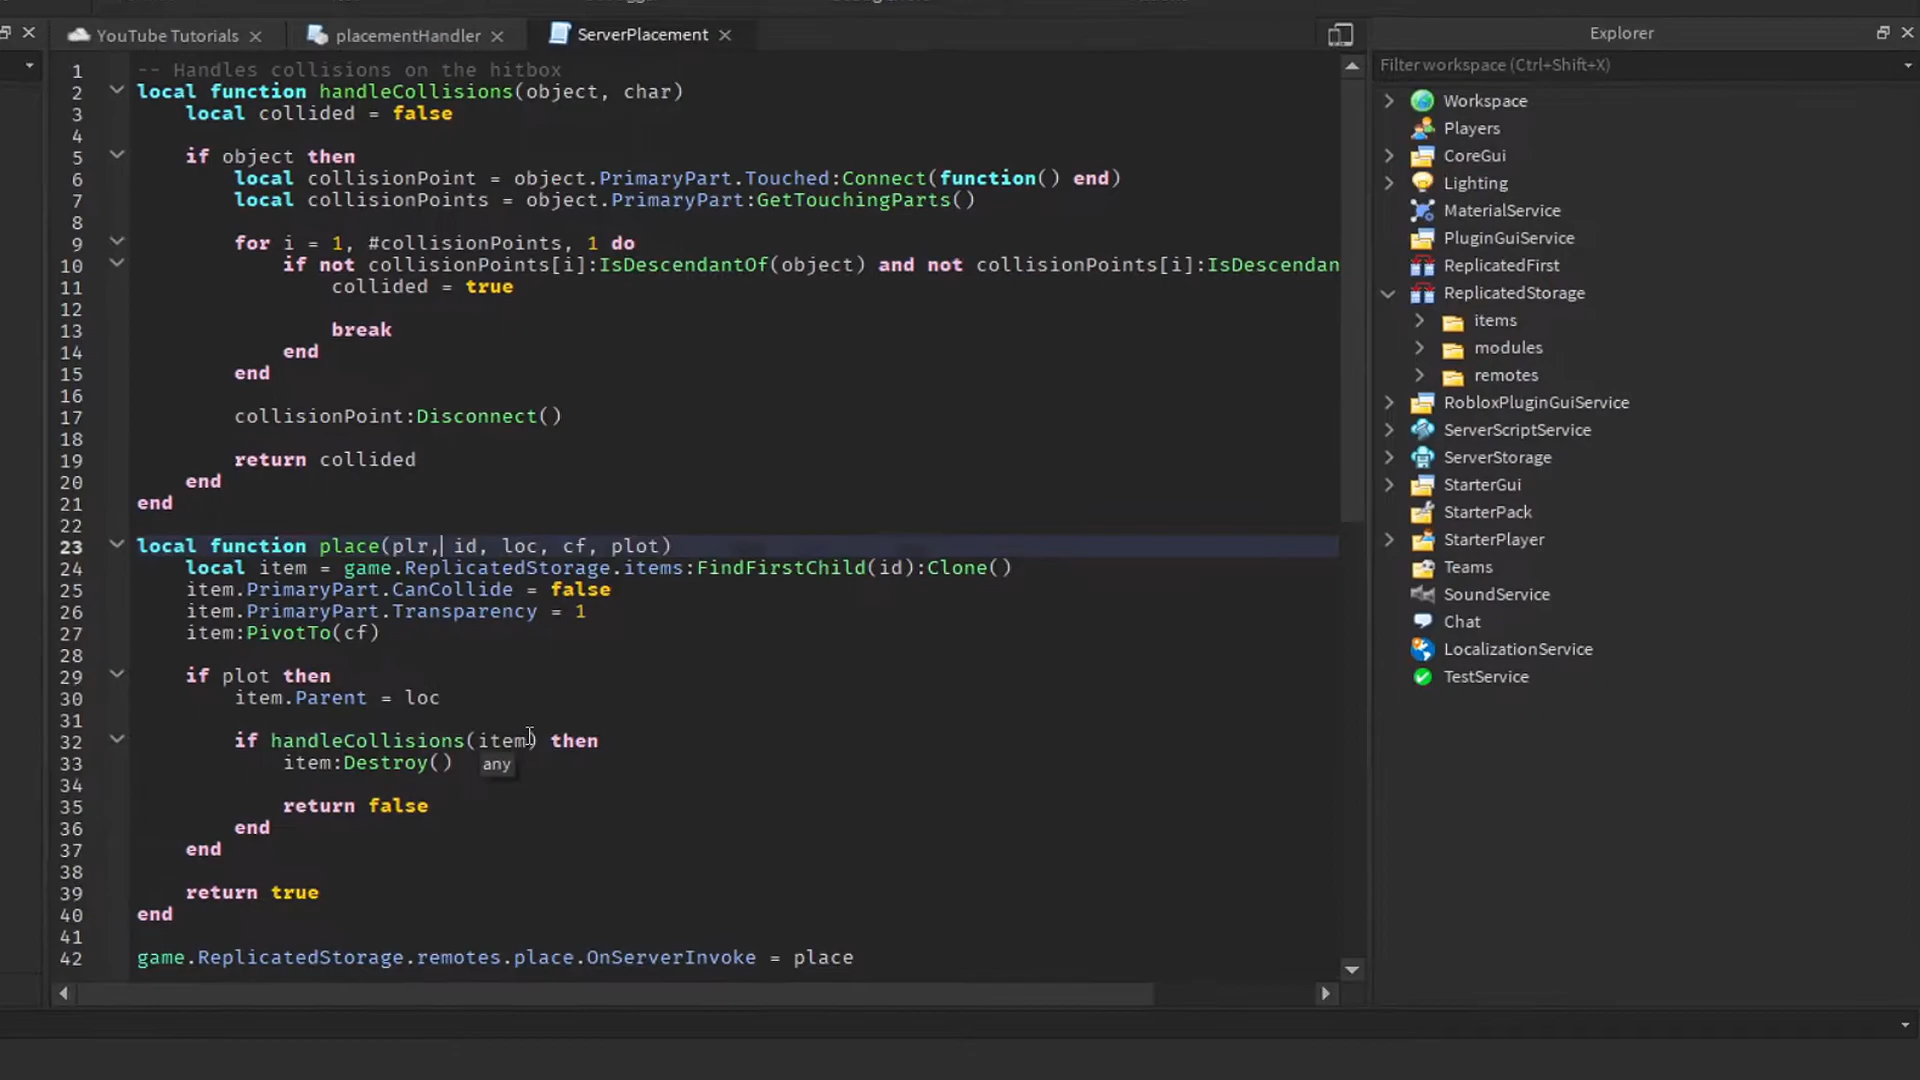 YouTube Tutorials
placementHandler
ServerPlacement
1 -- Handles collisions on the hitbox
2 local function handleCollisions(object, char)
3 local collided = false
4
5 if object then
6 local collisionPoint = object.PrimaryPart.Touched:Connect(function() end)
7 local collisionPoints = object.PrimaryPart:GetTouchingParts()
8
9 for i = 1, #collisionPoints, 1 do
10 if not collisionPoints[i]:IsDescendantOf(object) and not collisionPoints[i]:IsDescendan
11 collided = true
12
13 break
14 end
15 end
16
17 collisionPoint:Disconnect()
18
19 return collided
20 end
21 end
22
23 local function place(plr, id, loc, cf, plot)
24 local item = game.ReplicatedStorage.items:FindFirstChild(id):Clone()
25 item.PrimaryPart.CanCollide = false
26 item.PrimaryPart.Transparency = 1
27 item:PivotTo(cf)
28
29 if plot then
30 item.Parent = loc
31
32 if handleCollisions(item) then
33 item:Destroy()
any
34
35 return false
36 end
37 end
38
39 return true
40 end
41
42 game.ReplicatedStorage.remotes.place.OnServerInvoke = place
Explorer
Filter workspace (Ctrl+Shift+X)
Workspace
Players
CoreGui
Lighting
MaterialService
PluginGuiService
ReplicatedFirst
ReplicatedStorage
items
modules
remotes
RobloxPluginGuiService
ServerScriptService
ServerStorage
StarterGui
StarterPack
StarterPlayer
Teams
SoundService
Chat
LocalizationService
TestService